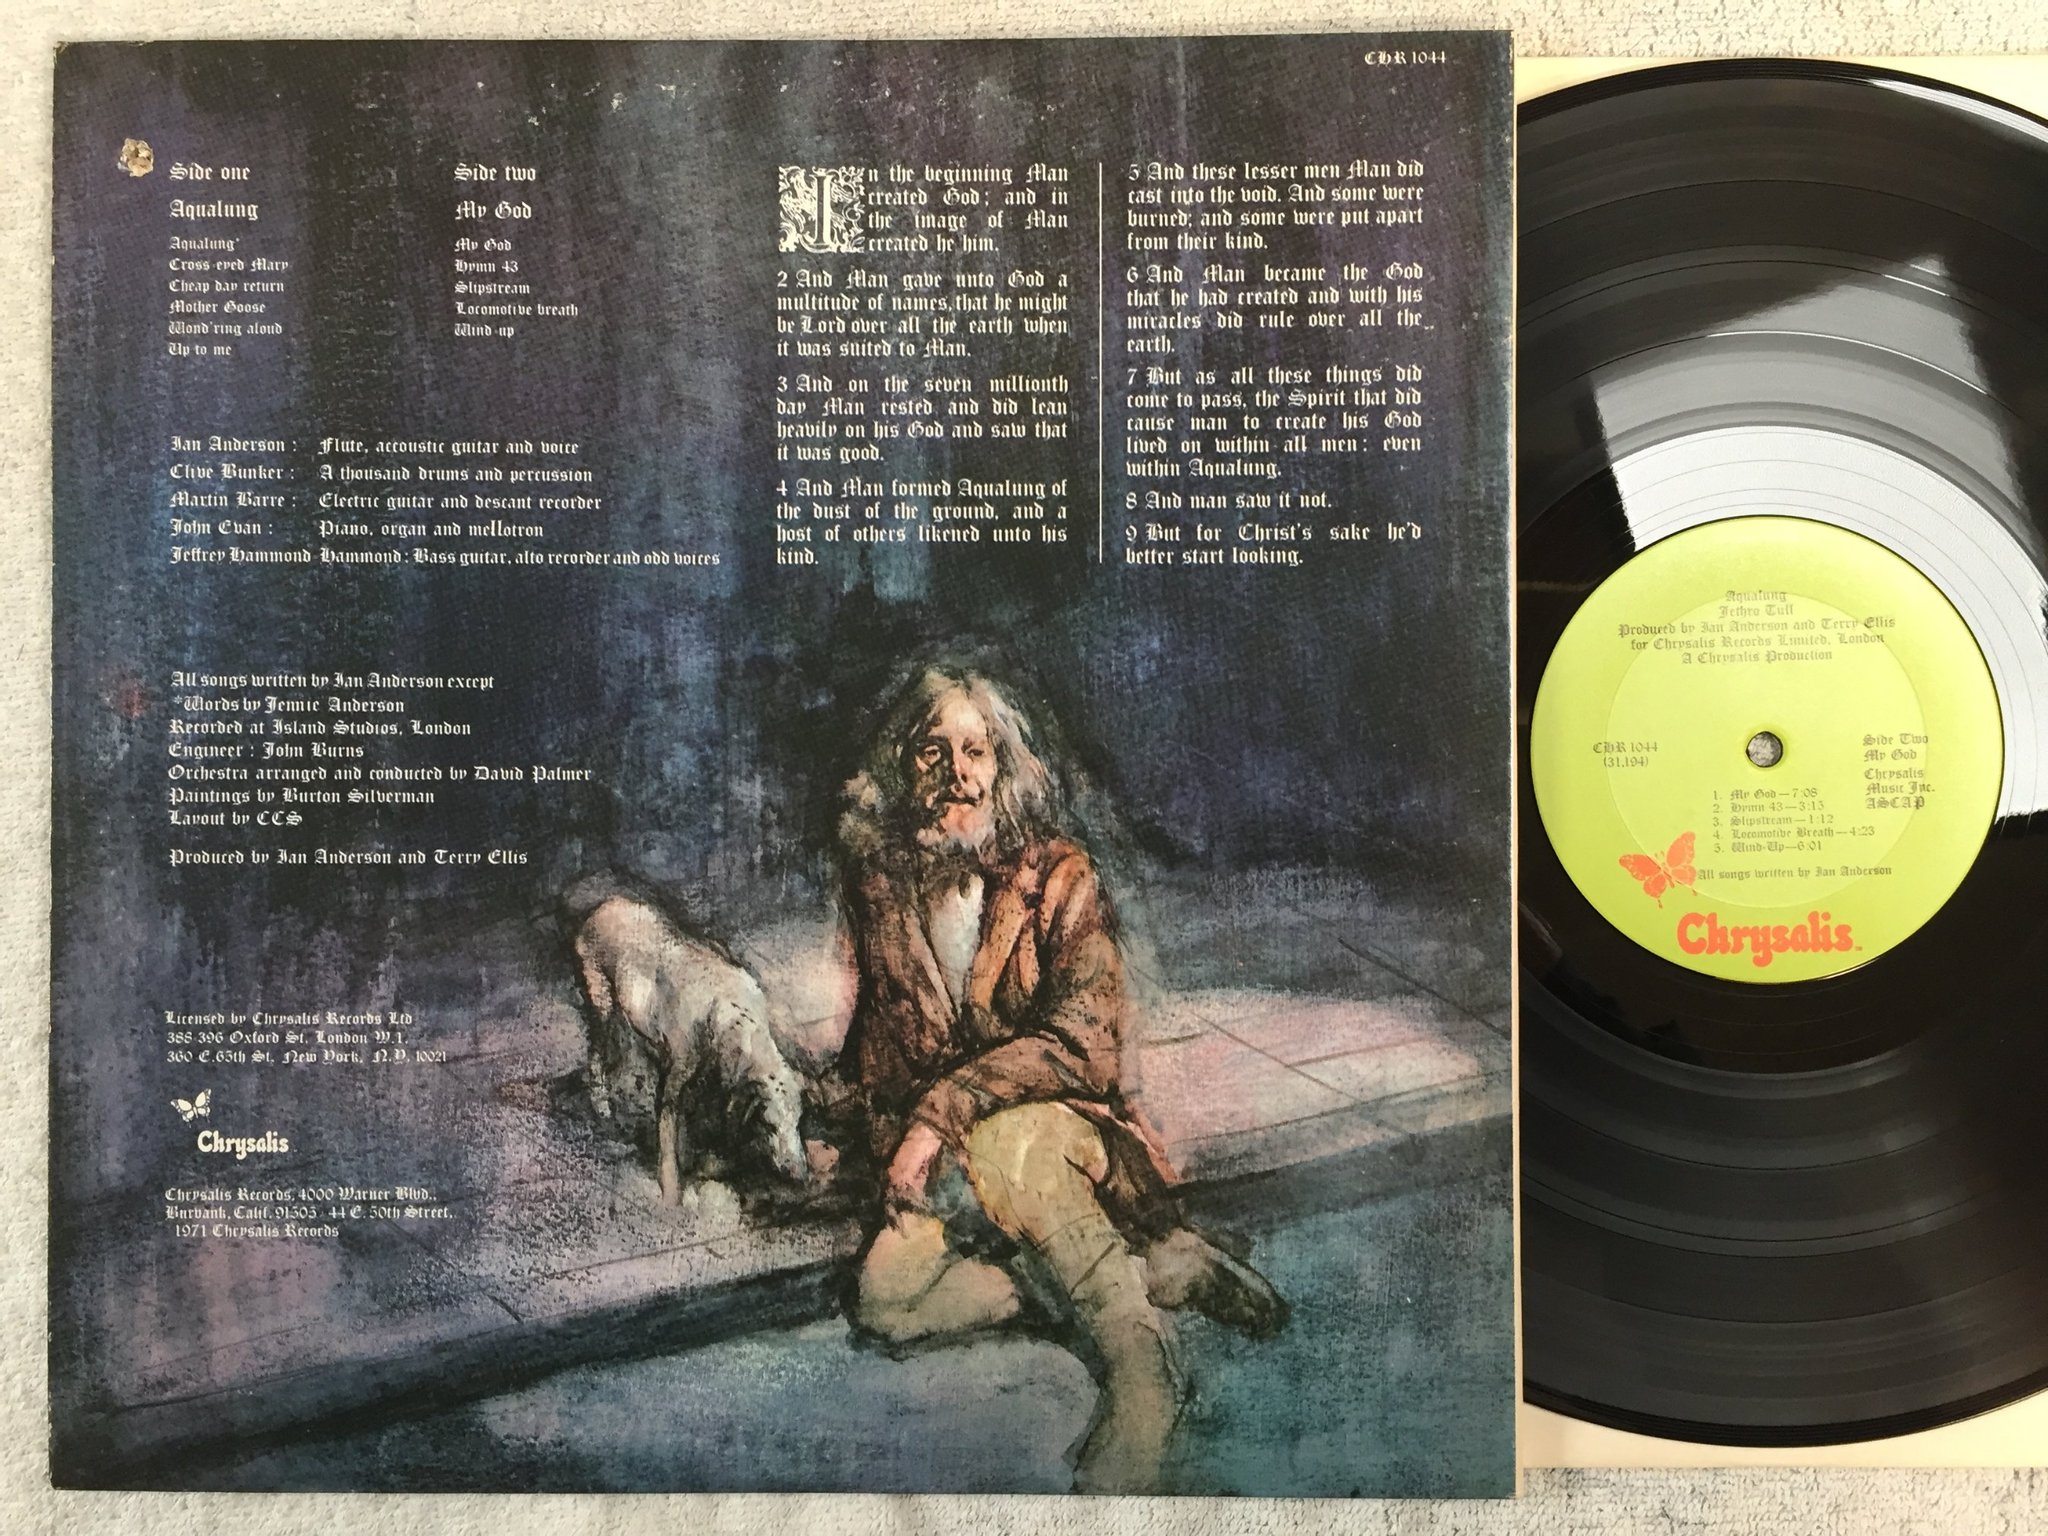 CHR 1044
Side one
Aqualung
Aqualung*
Cross-eyed Mary
Cheap day return
Mother Goose
Wond'ring aloud
Up to me
Side two
My God
My God
Hymn 43
Slipstream
Locomotive breath
Wind-up
Ian Anderson : Flute, accoustic guitar and voice
Clive Bunker : A thousand drums and percussion
Martin Barre : Electric guitar and descant recorder
John Evan : Piano, organ and mellotron
Jeffrey Hammond-Hammond : Bass guitar, alto recorder and odd voices
All songs written by Ian Anderson except
*Words by Jennie Anderson
Recorded at Island Studios, London
Engineer : John Burns
Orchestra arranged and conducted by David Palmer
Paintings by Burton Silverman
Layout by CCS
Produced by Ian Anderson and Terry Ellis
Licensed by Chrysalis Records Ltd
388-396 Oxford St. London W.1.
360 E.65th St. New York, N.Y. 10021
Chrysalis
Chrysalis Records, 4000 Warner Blvd.,
Burbank, Calif. 91505 44 E. 50th Street,
1971 Chrysalis Records
In the beginning Man
created God; and in
the image of Man
created he him.
2 And Man gave unto God a
multitude of names, that he might
be Lord over all the earth when
it was suited to Man.
3 And on the seven millionth
day Man rested and did lean
heavily on his God and saw that
it was good.
4 And Man formed Aqualung of
the dust of the ground, and a
host of others likened unto his
kind.
5 And these lesser men Man did
cast into the void. And some were
burned; and some were put apart
from their kind.
6 And Man became the God
that he had created and with his
miracles did rule over all the
earth.
7 But as all these things did
come to pass, the Spirit that did
cause man to create his God
lived on within all men: even
within Aqualung.
8 And man saw it not.
9 But for Christ's sake he'd
better start looking.
Aqualung
Jethro Tull
Produced by Ian Anderson and Terry Ellis
for Chrysalis Records Limited, London
A Chrysalis Production
CHR 1044
(31,194)
Side Two
My God
Chrysalis
Music Inc.
ASCAP
1. My God—7:08
2. Hymn 43—3:15
3. Slipstream—1:12
4. Locomotive Breath—4:23
5. Wind-Up—6:01
All songs written by Ian Anderson
Chrysalis TM